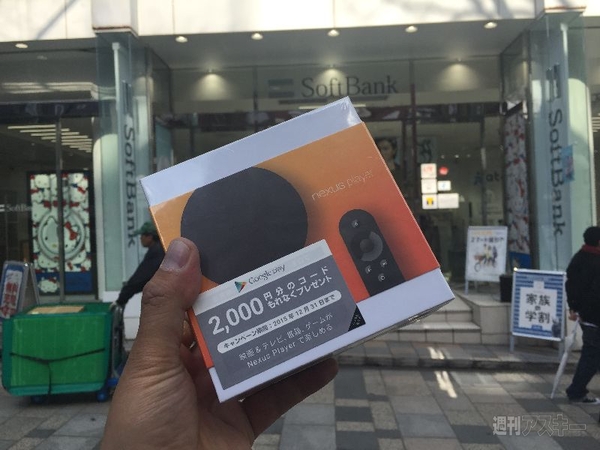 SoftBank
SoftBank
SoftBank
SoftBank
nexus player
Google play
2,000円分のコード
もれなくプレゼント
キャンペーン期間：2015年12月31日まで
映画&テレビ、書籍、ゲームが
Nexus Playerで楽しめる
家族
学割
週刊アスキー